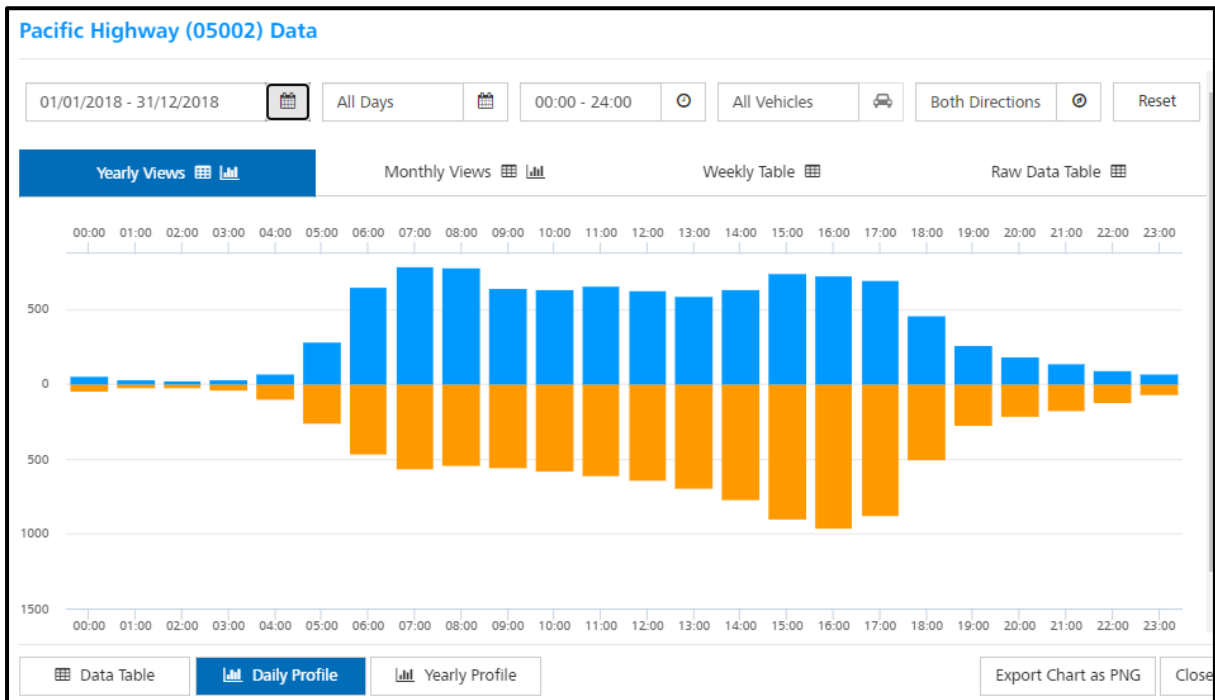 Pacific Highway (05002) Data
01/01/2018 - 31/12/2018 All Days 00:00 - 24:00 All Vehicles Both Directions Reset
Yearly Views Monthly Views Weekly Table Raw Data Table
00:00 01:00 02:00 03:00 04:00 05:00 06:00 07:00 08:00 09:00 10:00 11:00 12:00 13:00 14:00 15:00 16:00 17:00 18:00 19:00 20:00 21:00 22:00 23:00
500
0
500
1000
1500
00:00 01:00 02:00 03:00 04:00 05:00 06:00 07:00 08:00 09:00 10:00 11:00 12:00 13:00 14:00 15:00 16:00 17:00 18:00 19:00 20:00 21:00 22:00 23:00
Data Table Daily Profile Yearly Profile Export Chart as PNG Close